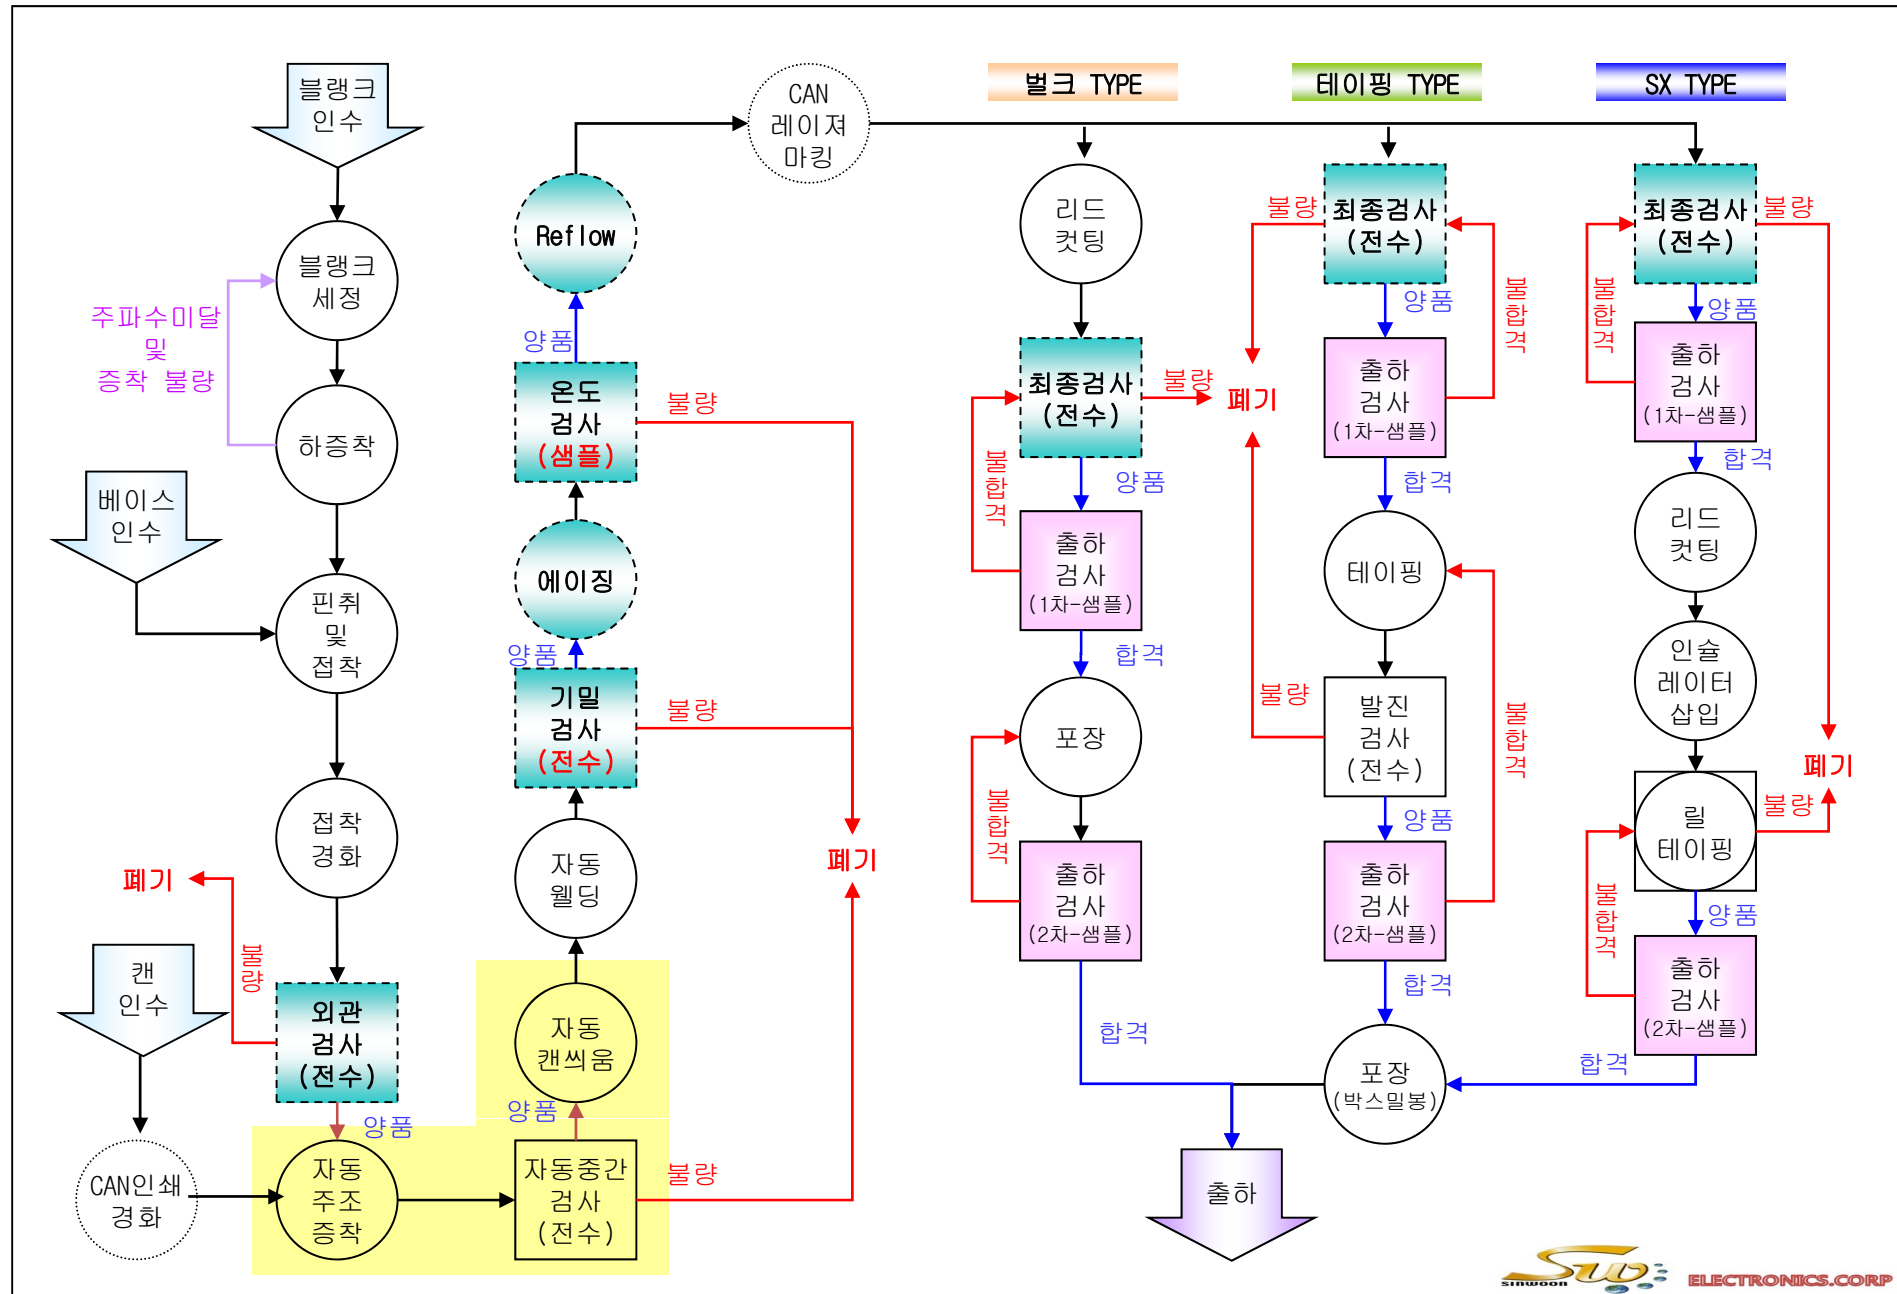 블랭크
인수
블랭크
세정
주파수미달
및
증착 불량
하증착
베이스
인수
핀취
및
접착
접착
경화
폐기
불량
캔
인수
외관
검사
(전수)
양품
CAN인쇄
경화
자동
주조
증착
자동중간
검사
(전수)
불량
양품
자동
캔씌움
자동
웰딩
기밀
검사
(전수)
불량
양품
에이징
온도
검사
(샘플)
불량
양품
Reflow
폐기
CAN
레이져
마킹
벌크 TYPE
리드
컷팅
최종검사
(전수)
불량
양품
불합격
출하
검사
(1차-샘플)
합격
포장
불합격
출하
검사
(2차-샘플)
합격
테이핑 TYPE
최종검사
(전수)
불량
양품
불합격
폐기
출하
검사
(1차-샘플)
합격
테이핑
불량
발진
검사
(전수)
불합격
양품
출하
검사
(2차-샘플)
합격
포장
(박스밀봉)
SX TYPE
최종검사
(전수)
불량
불합격
양품
출하
검사
(1차-샘플)
합격
리드
컷팅
인슐
레이터
삽입
폐기
릴
테이핑
불량
불합격
양품
출하
검사
(2차-샘플)
합격
출하
SINWOON
ELECTRONICS.CORP